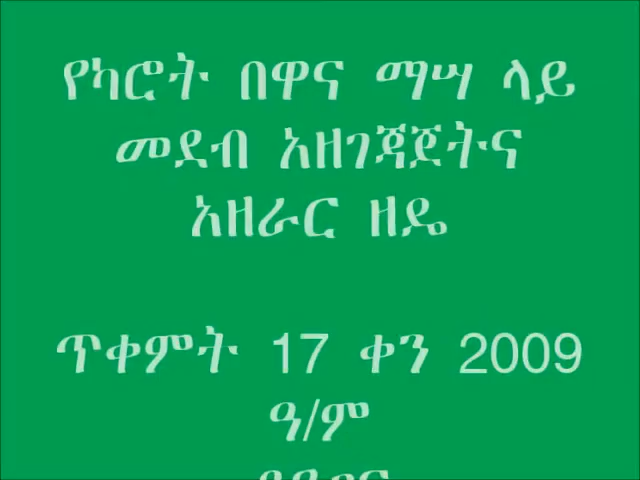 የካሮት በዋና ማሣ ላይ
መደብ አዘገጃጀትና
አዘራር ዘዴ
ጥቀምት 17 ቀን 2009
ዓ/ም